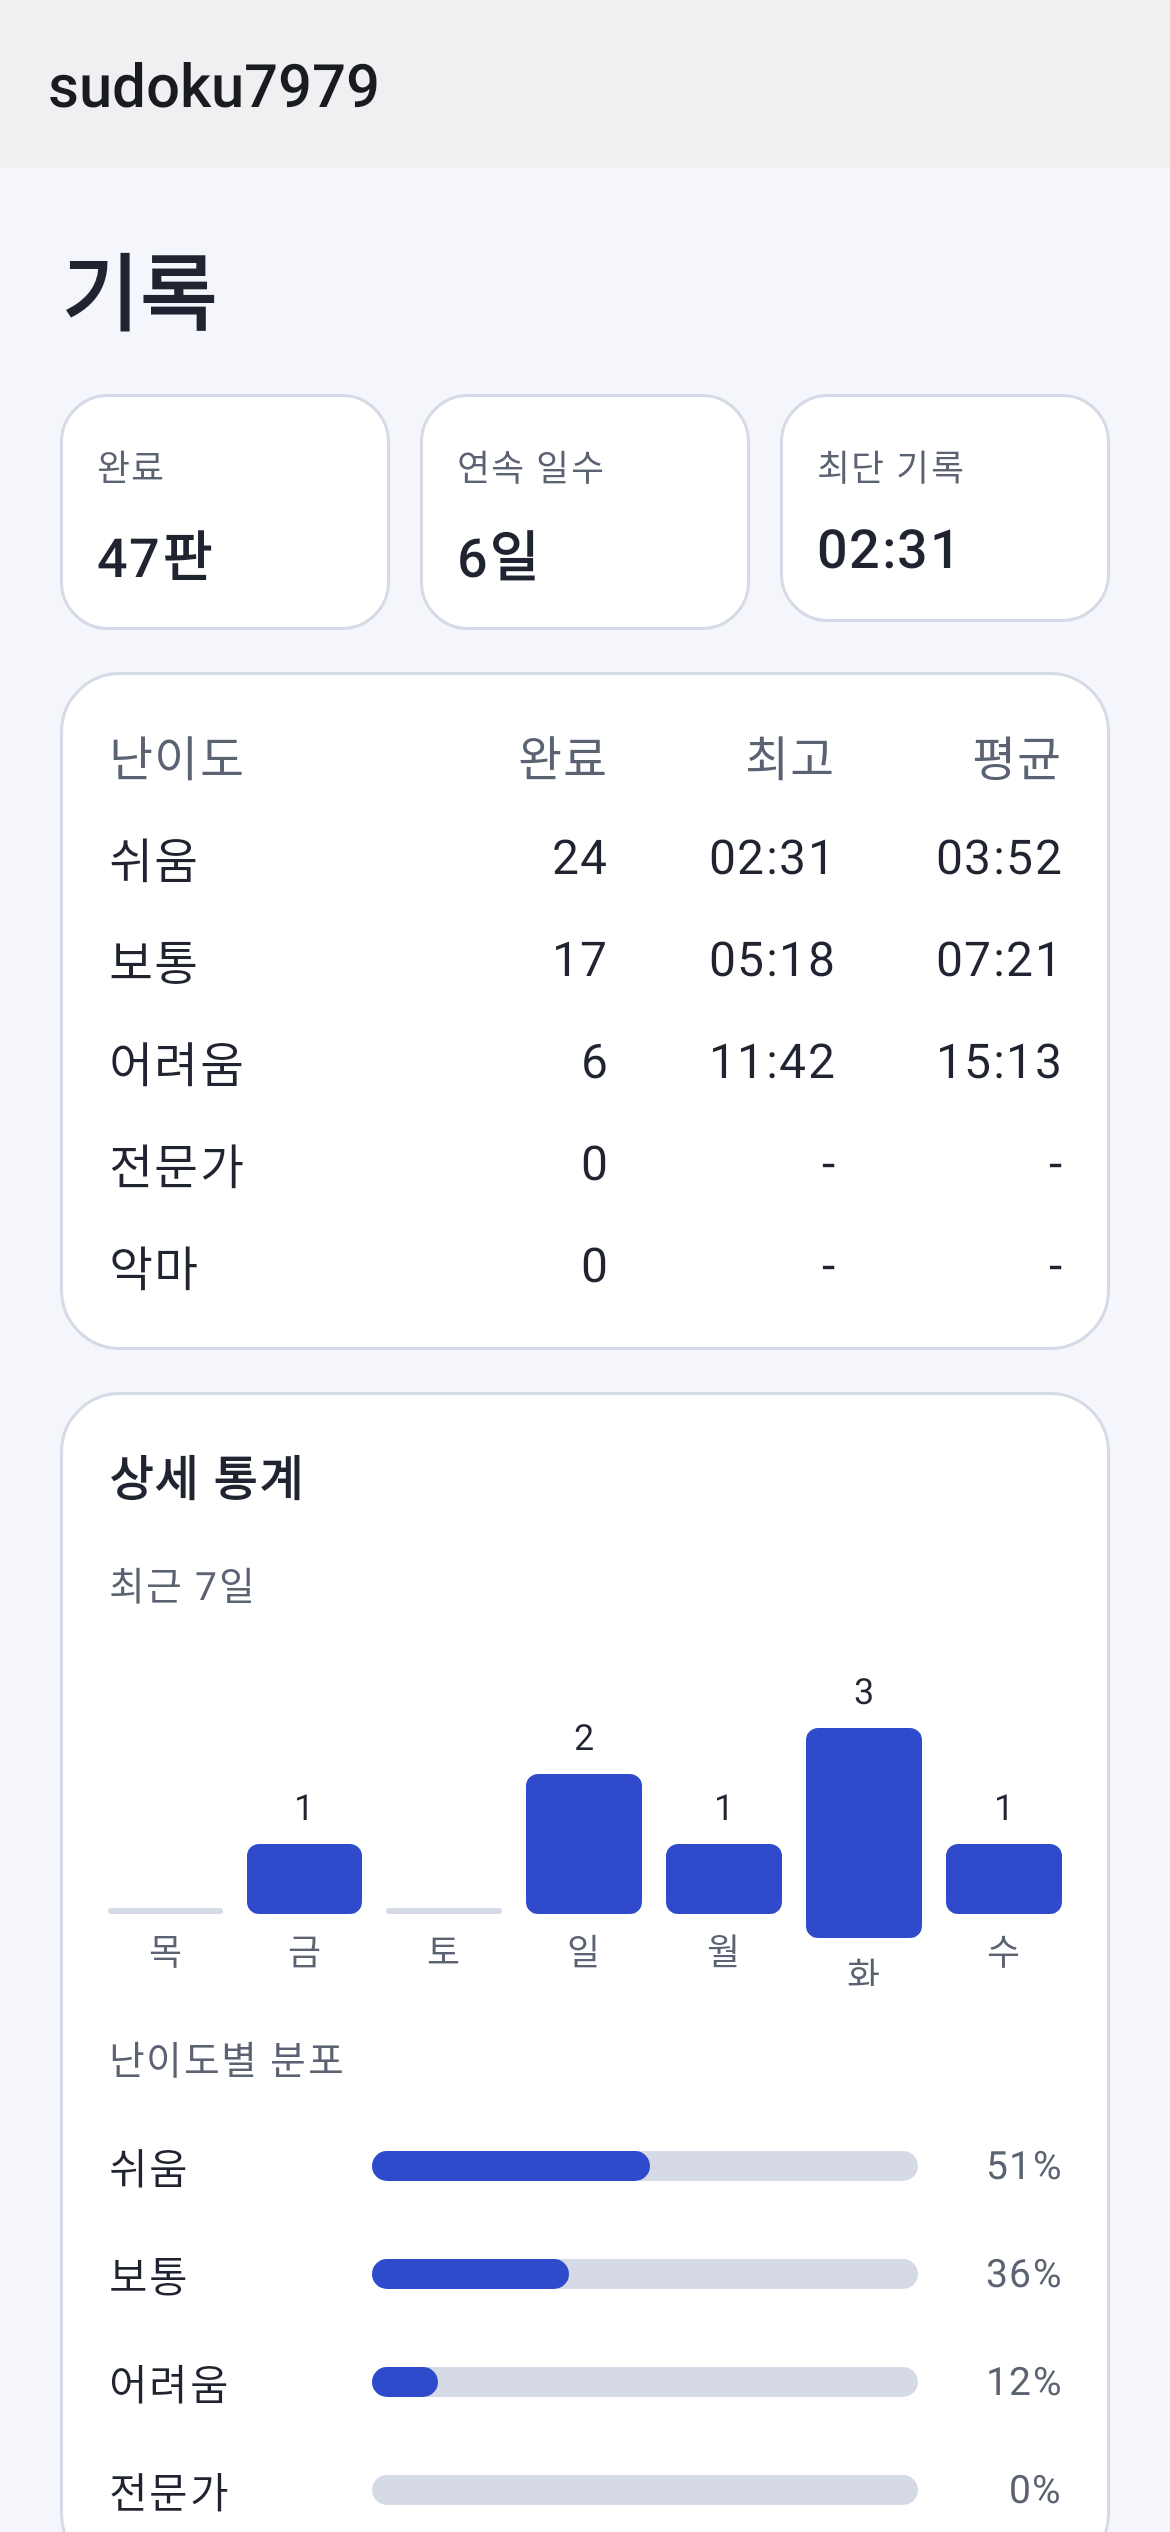 sudoku7979
기록
완료 연속 일수 최단 기록
47판 6일 02:31
난이도 완료 최고 평균
쉬움 24 02:31 03:52
보통 17 05:18 07:21
어려움 6 11:42 15:13
전문가 0 - -
악마 0 - -
상세 통계
최근 7일
1 2 1 3 1
목 금 토 일 월 화 수
난이도별 분포
쉬움 51%
보통 36%
어려움 12%
전문가 0%